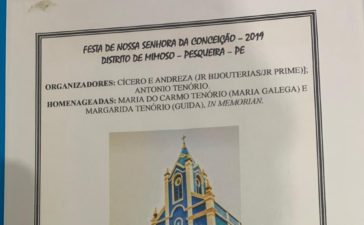 FESTA DE NOSSA SENHORA DA CONCEIÇÃO – 2019
DISTRITO DE MIMOSO – PESQUEIRA – PE
ORGANIZADORES: CÍCERO E ANDREZA (JR BIJOUTERIAS/JR PRIME)];
ANTONIO TENÓRIO.
HOMENAGEADAS: MARIA DO CARMO TENÓRIO (MARIA GALEGA) E
MARGARIDA TENÓRIO (GUIDA), IN MEMORIAN.